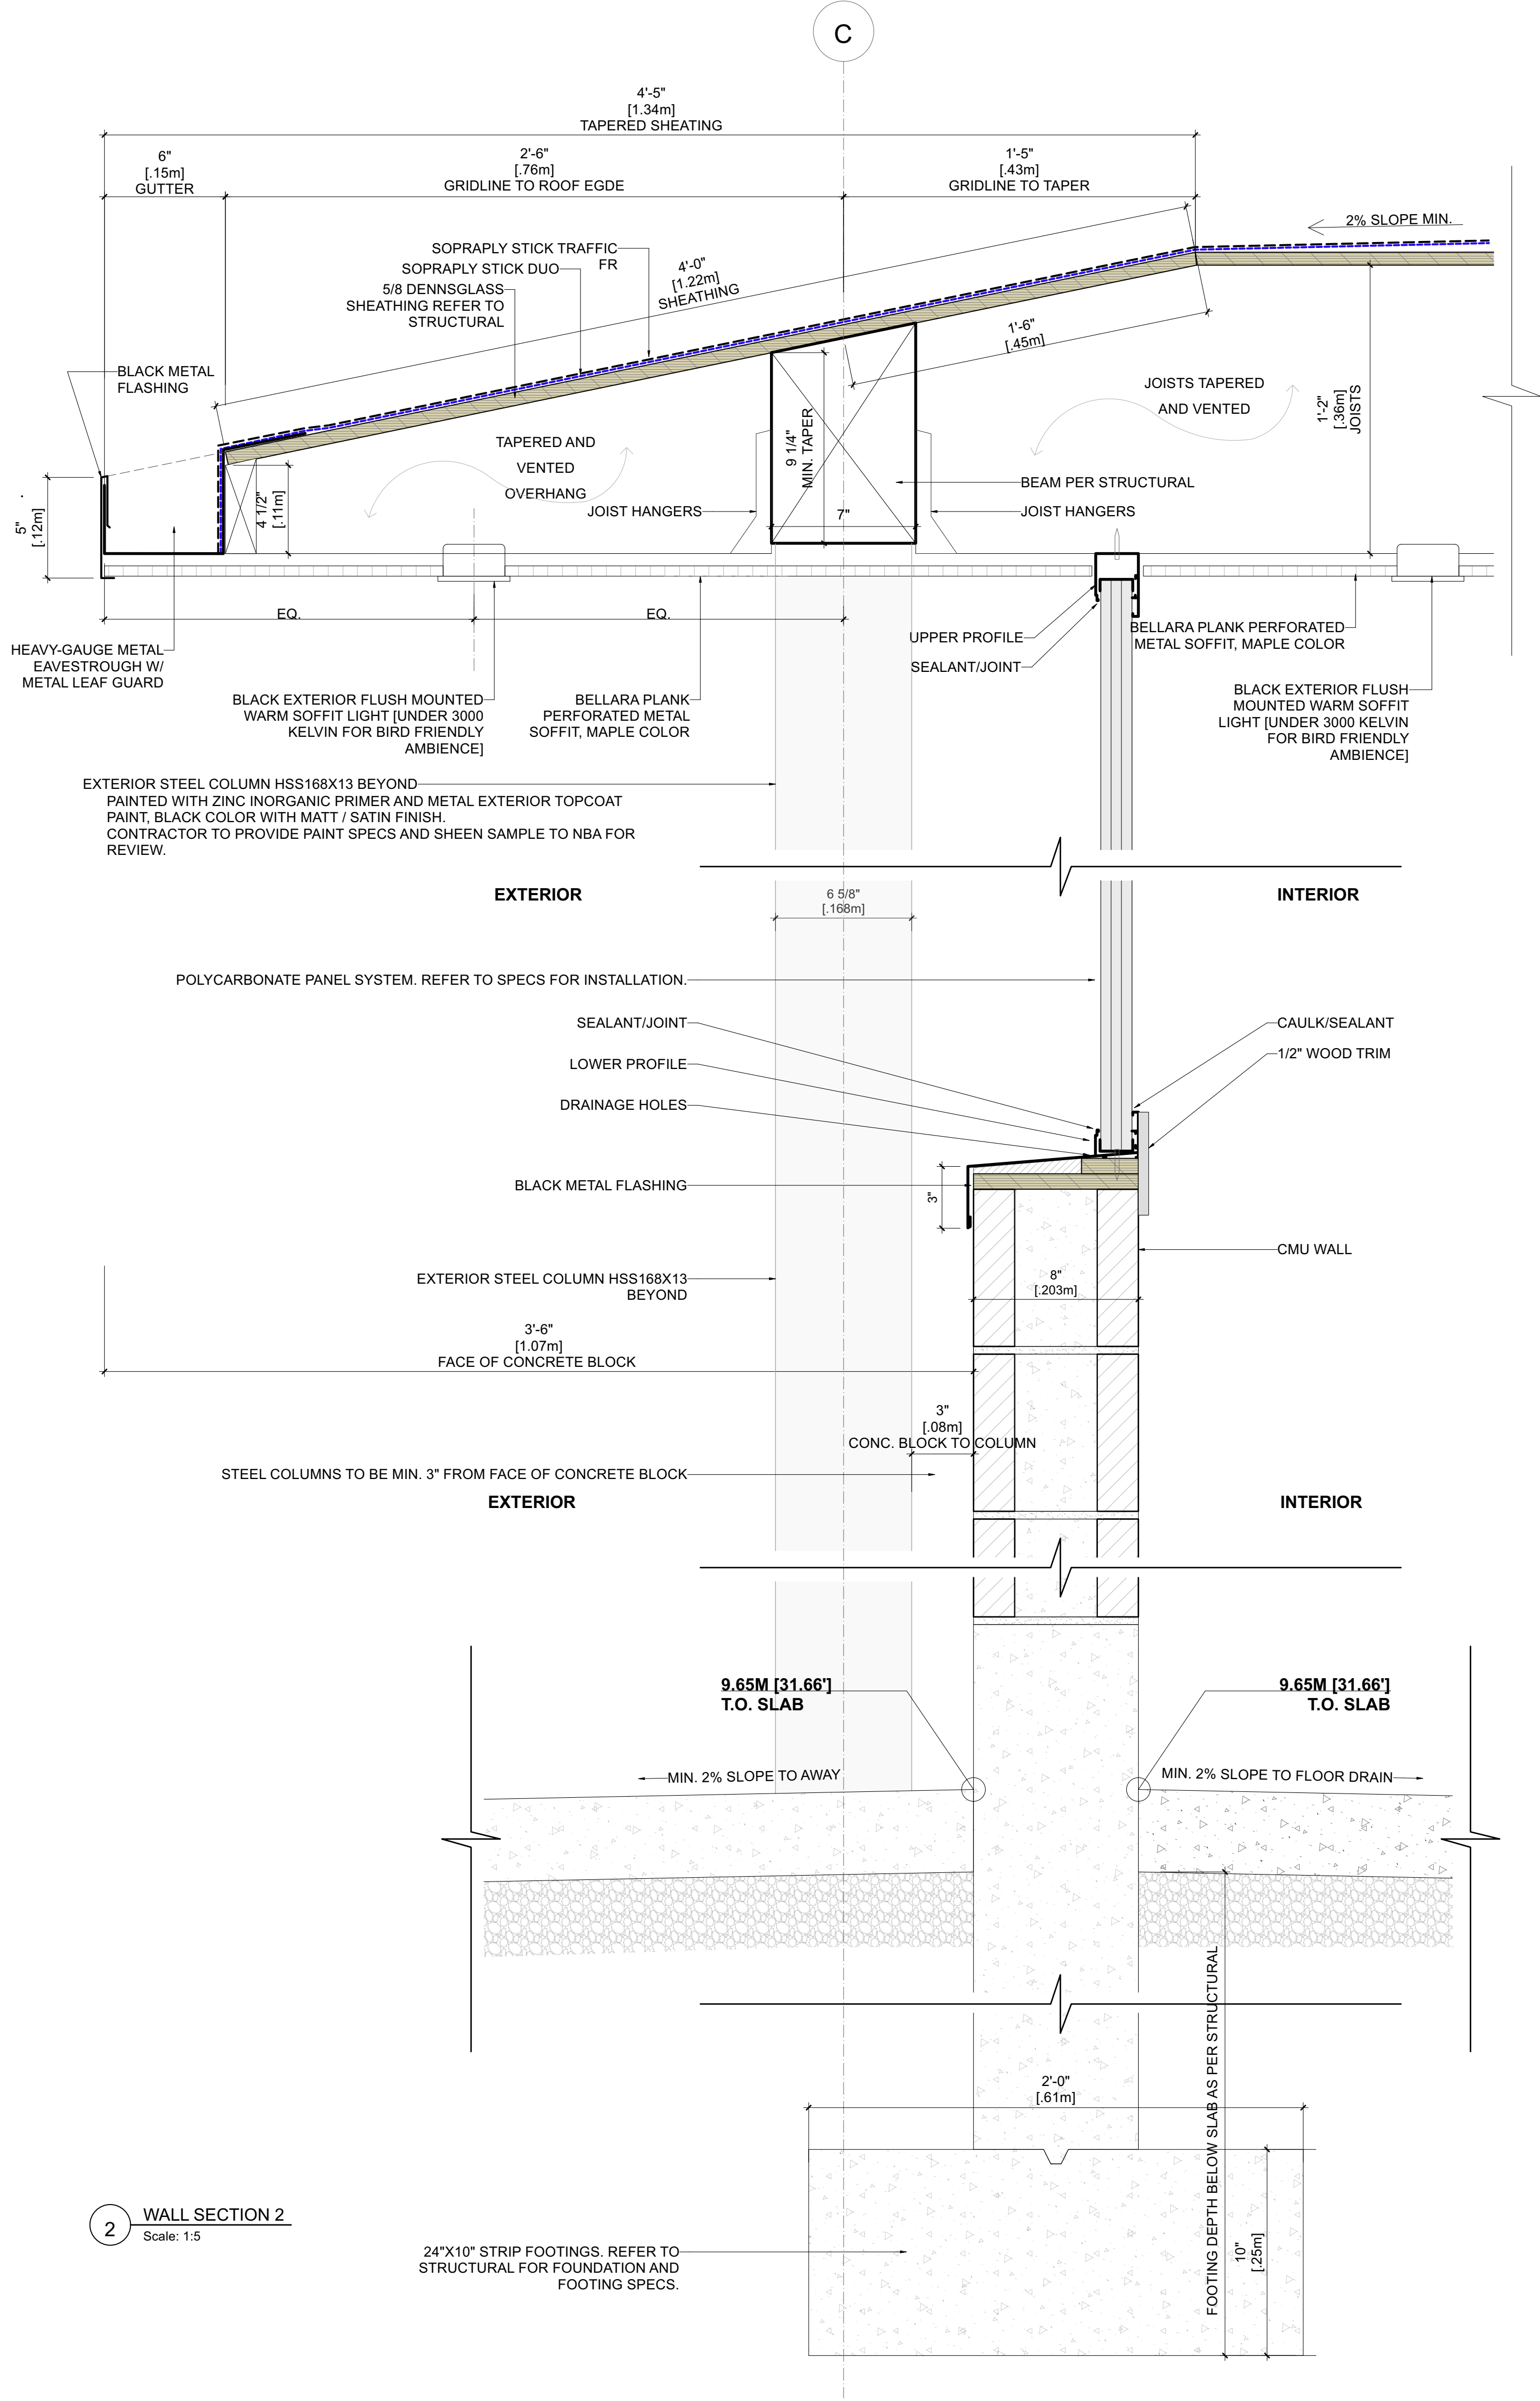 C
4'-5"
[1.34m]
TAPERED SHEATING
6"
[.15m]
GUTTER
2'-6"
[.76m]
GRIDLINE TO ROOF EGDE
1'-5"
[.43m]
GRIDLINE TO TAPER
2% SLOPE MIN.
SOPRAPLY STICK TRAFFIC
FR
SOPRAPLY STICK DUO
5/8 DENNSGLASS
SHEATHING REFER TO
STRUCTURAL
4'-0"
[1.22m]
SHEATHING
1'-6"
[.45m]
BLACK METAL
FLASHING
JOISTS TAPERED
AND VENTED
1'-2"
[.36m]
JOISTS
TAPERED AND
VENTED
OVERHANG
9 1/4"
MIN. TAPER
BEAM PER STRUCTURAL
5"
[.12m]
4 1/2"
[.11m]
JOIST HANGERS
7"
JOIST HANGERS
EQ.
EQ.
UPPER PROFILE
SEALANT/JOINT
BELLARA PLANK PERFORATED
METAL SOFFIT, MAPLE COLOR
HEAVY-GAUGE METAL
EAVESTROUGH W/
METAL LEAF GUARD
BLACK EXTERIOR FLUSH MOUNTED
WARM SOFFIT LIGHT [UNDER 3000
KELVIN FOR BIRD FRIENDLY
AMBIENCE]
BELLARA PLANK
PERFORATED METAL
SOFFIT, MAPLE COLOR
BLACK EXTERIOR FLUSH
MOUNTED WARM SOFFIT
LIGHT [UNDER 3000 KELVIN
FOR BIRD FRIENDLY
AMBIENCE]
EXTERIOR STEEL COLUMN HSS168X13 BEYOND
PAINTED WITH ZINC INORGANIC PRIMER AND METAL EXTERIOR TOPCOAT
PAINT, BLACK COLOR WITH MATT / SATIN FINISH.
CONTRACTOR TO PROVIDE PAINT SPECS AND SHEEN SAMPLE TO NBA FOR
REVIEW.
EXTERIOR
6 5/8"
[.168m]
INTERIOR
POLYCARBONATE PANEL SYSTEM. REFER TO SPECS FOR INSTALLATION.
SEALANT/JOINT
CAULK/SEALANT
LOWER PROFILE
1/2" WOOD TRIM
DRAINAGE HOLES
BLACK METAL FLASHING
3"
CMU WALL
EXTERIOR STEEL COLUMN HSS168X13
BEYOND
8"
[.203m]
3'-6"
[1.07m]
FACE OF CONCRETE BLOCK
3"
[.08m]
CONC. BLOCK TO COLUMN
STEEL COLUMNS TO BE MIN. 3" FROM FACE OF CONCRETE BLOCK
EXTERIOR
INTERIOR
9.65M [31.66']
T.O. SLAB
9.65M [31.66']
T.O. SLAB
MIN. 2% SLOPE TO AWAY
MIN. 2% SLOPE TO FLOOR DRAIN
FOOTING DEPTH BELOW SLAB AS PER STRUCTURAL
2'-0"
[.61m]
10"
[.25m]
2
WALL SECTION 2
Scale: 1:5
24"X10" STRIP FOOTINGS. REFER TO
STRUCTURAL FOR FOUNDATION AND
FOOTING SPECS.